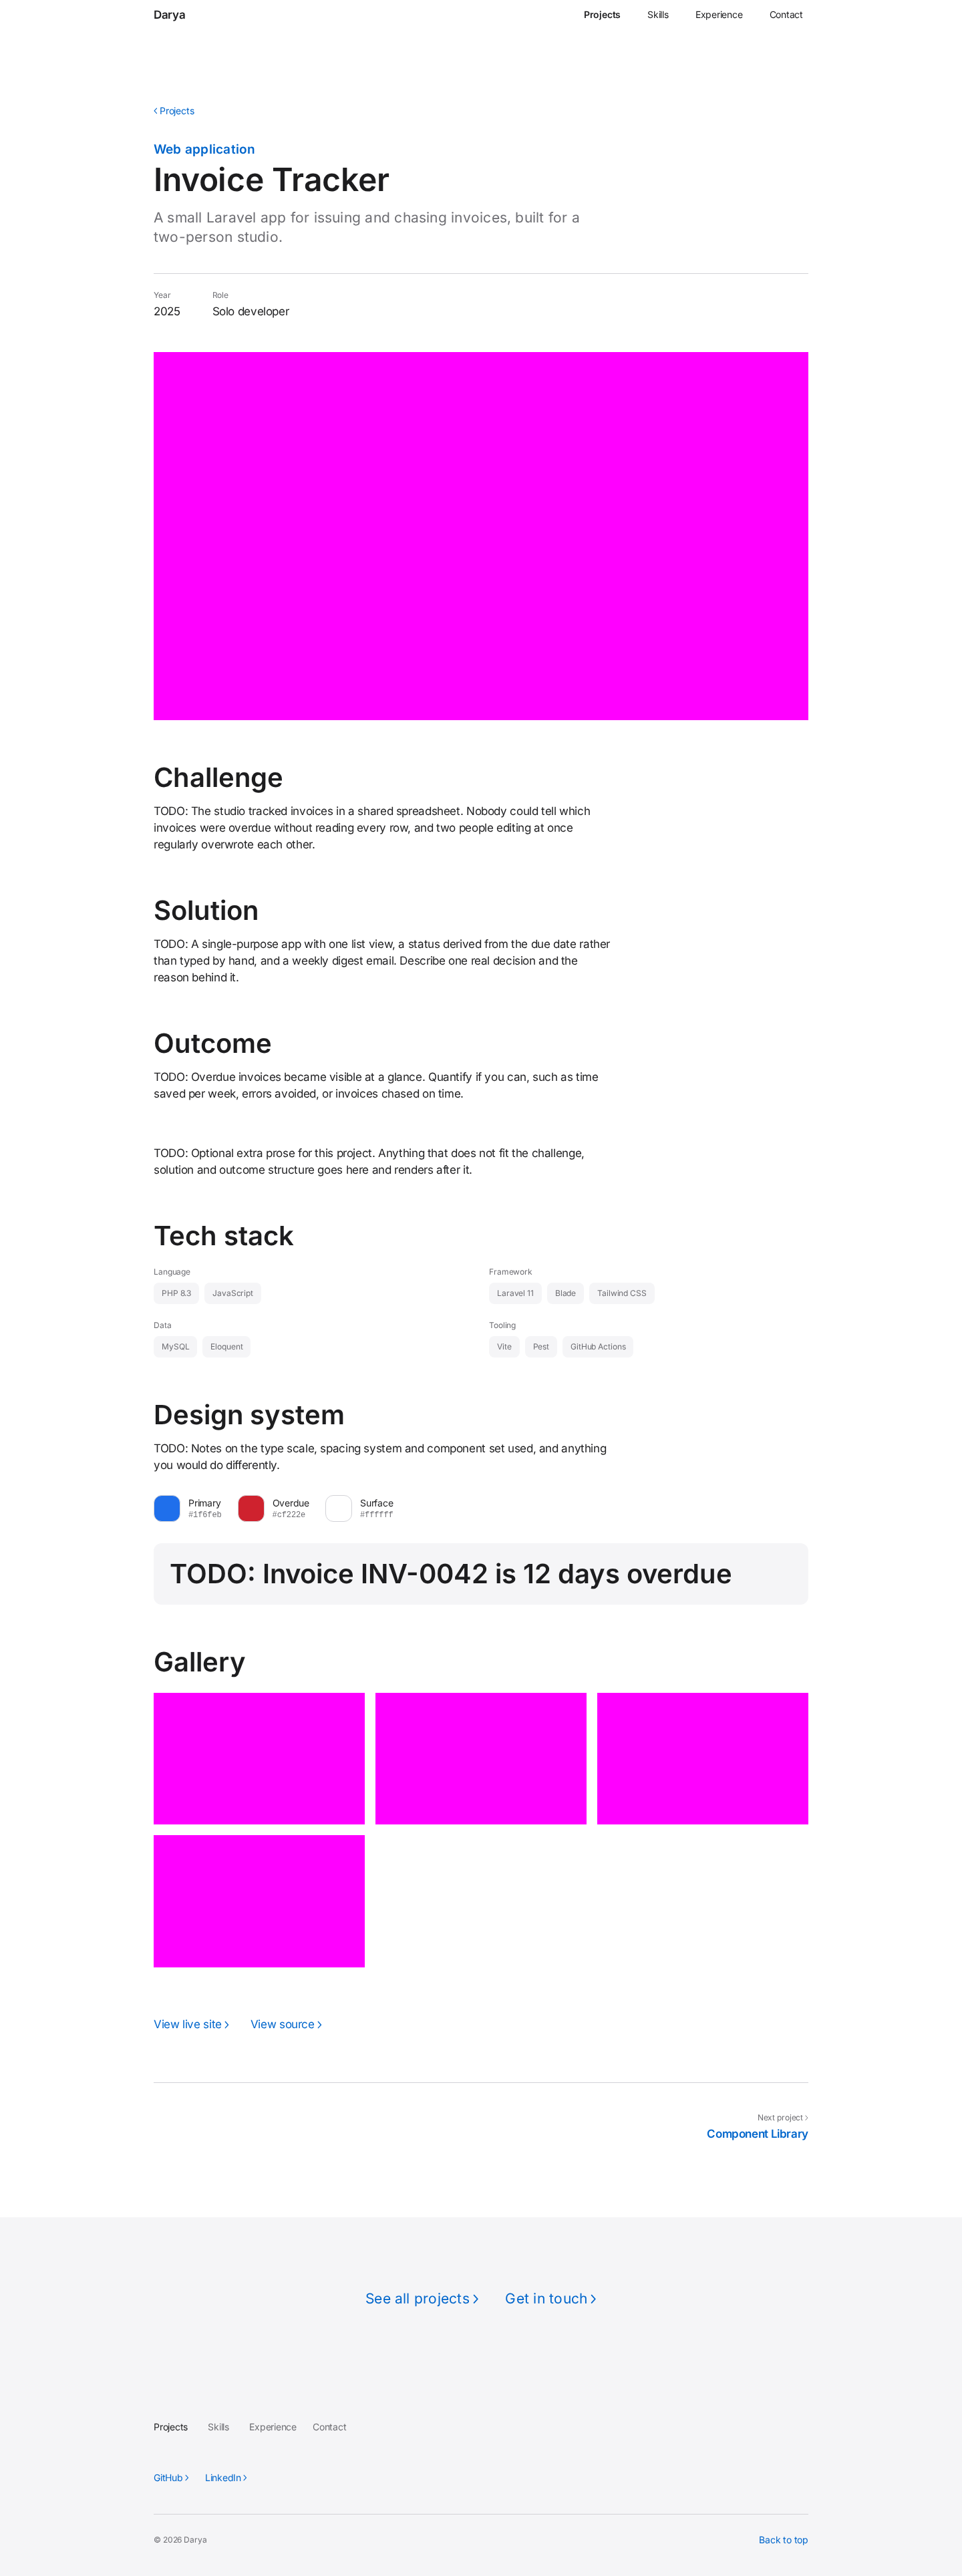 Darya
Projects
Skills
Experience
Contact
Projects
Web application
Invoice Tracker
A small Laravel app for issuing and chasing invoices, built for a
two-person studio.
Year
Role
2025
Solo developer
Challenge
TODO: The studio tracked invoices in a shared spreadsheet. Nobody could tell which
invoices were overdue without reading every row, and two people editing at once
regularly overwrote each other.
Solution
TODO: A single-purpose app with one list view, a status derived from the due date rather
than typed by hand, and a weekly digest email. Describe one real decision and the
reason behind it.
Outcome
TODO: Overdue invoices became visible at a glance. Quantify if you can, such as time
saved per week, errors avoided, or invoices chased on time.
TODO: Optional extra prose for this project. Anything that does not fit the challenge,
solution and outcome structure goes here and renders after it.
Tech stack
Language
PHP 8.3
JavaScript
Framework
Laravel 11
Blade
Tailwind CSS
Data
MySQL
Eloquent
Tooling
Vite
Pest
GitHub Actions
Design system
TODO: Notes on the type scale, spacing system and component set used, and anything
you would do differently.
Primary
#1f6feb
Overdue
#cf222e
Surface
#ffffff
TODO: Invoice INV-0042 is 12 days overdue
Gallery
View live site
View source
Next project
Component Library
See all projects
Get in touch
Projects
Skills
Experience
Contact
GitHub
LinkedIn
© 2026 Darya
Back to top